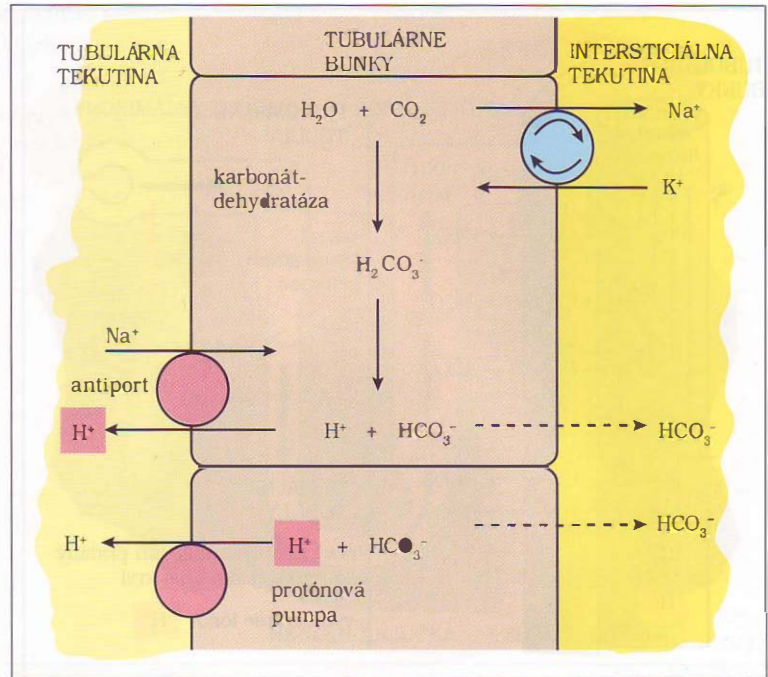 TUBULÁRNA
TEKUTINA
TUBULÁRNE
BUNKY
INTERSTICIÁLNA
TEKUTINA
H₂O + CO₂
Na⁺
karbonát-
dehydratáza
K⁺
H₂CO₃⁻
Na⁺
antiport
H⁺
H⁺ + HCO₃⁻
HCO₃⁻
HCO₃⁻
H⁺
H⁺ + HCO₃⁻
protónová
pumpa